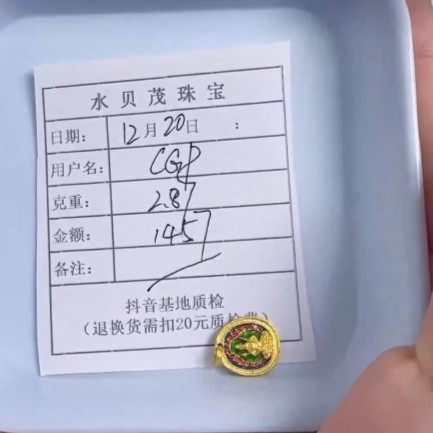 水贝茂珠宝
日期: 12月20日 :
用户名: CGP
克重: 2.87
金额: 1457
备注:
抖音基地质检
(退换货需扣20元质检费)